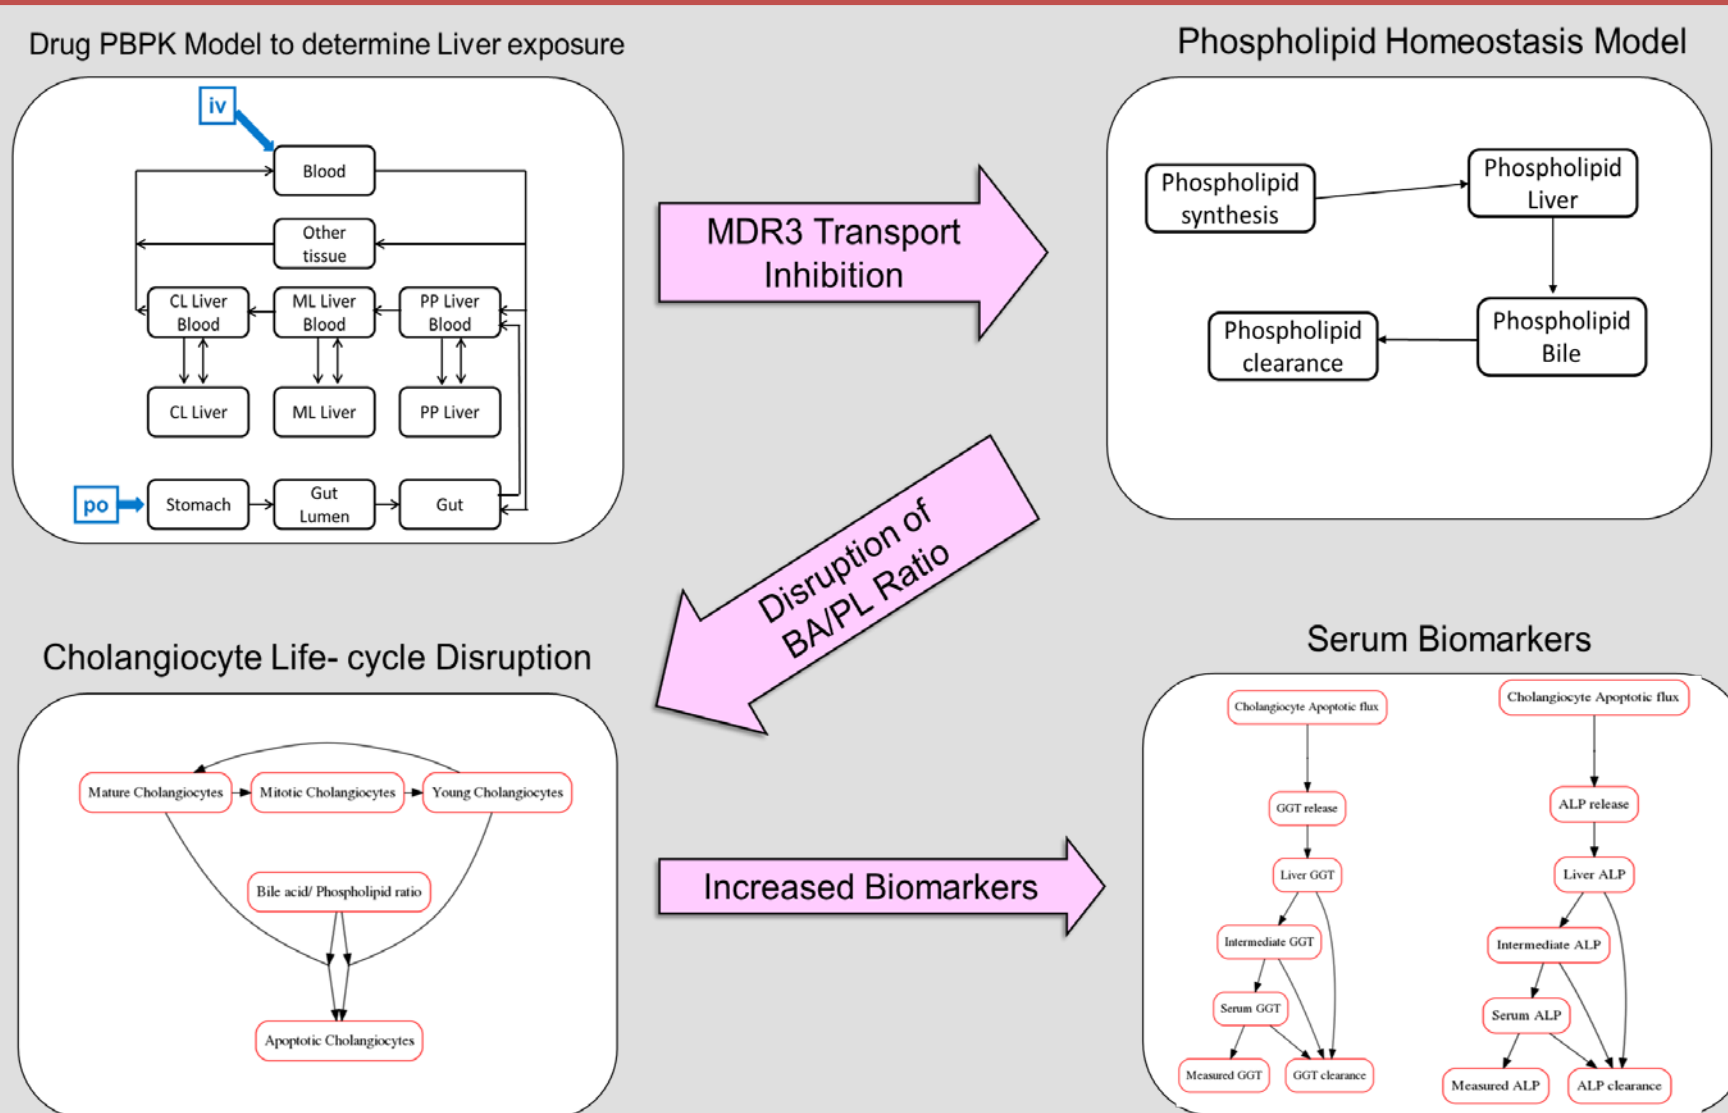 Drug PBPK Model to determine Liver exposure
iv
Blood
Other
tissue
CL Liver
Blood
ML Liver
Blood
PP Liver
Blood
CL Liver
ML Liver
PP Liver
po
Stomach
Gut
Lumen
Gut
MDR3 Transport
Inhibition
Phospholipid Homeostasis Model
Phospholipid
synthesis
Phospholipid
Liver
Phospholipid
clearance
Phospholipid
Bile
Disruption of
BA/PL Ratio
Cholangiocyte Life- cycle Disruption
Mature Cholangiocytes
Mitotic Cholangiocytes
Young Cholangiocytes
Bile acid/ Phospholipid ratio
Apoptotic Cholangiocytes
Increased Biomarkers
Serum Biomarkers
Cholangiocyte Apoptotic flux
GGT release
Liver GGT
Intermediate GGT
Serum GGT
Measured GGT
GGT clearance
Cholangiocyte Apoptotic flux
ALP release
Liver ALP
Intermediate ALP
Serum ALP
Measured ALP
ALP clearance